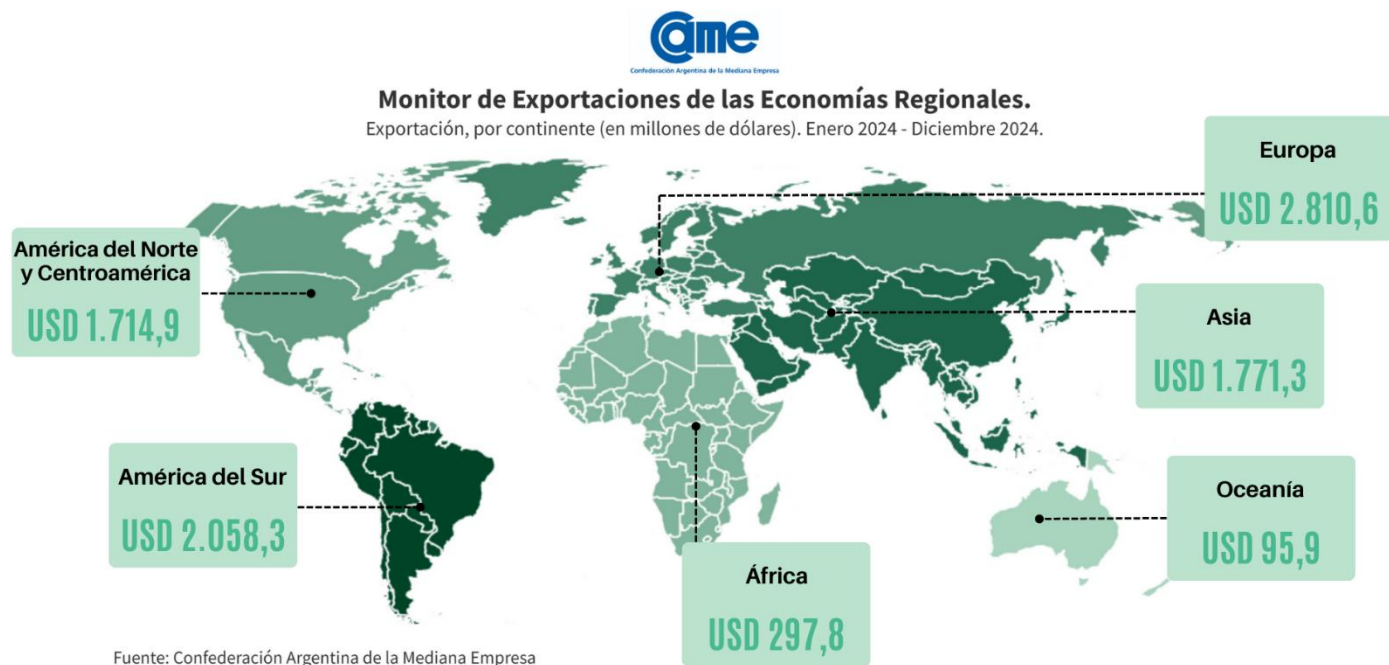 came
Confederación Argentina de la Mediana Empresa
Monitor de Exportaciones de las Economías Regionales.
Exportación, por continente (en millones de dólares). Enero 2024 - Diciembre 2024.
Europa
USD 2.810,6
América del Norte
y Centroamérica
USD 1.714,9
Asia
USD 1.771,3
América del Sur
USD 2.058,3
Oceanía
USD 95,9
África
USD 297,8
Fuente: Confederación Argentina de la Mediana Empresa